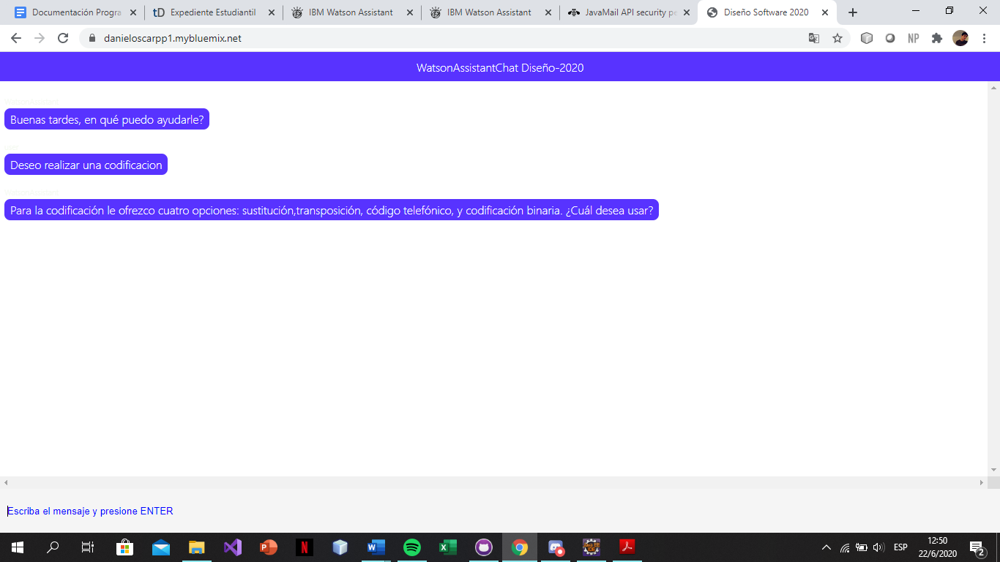 Documentación Progra
tD Expediente Estudiantil
IBM Watson Assistant
IBM Watson Assistant
JavaMail API security pe
Diseño Software 2020
danieloscarpp1.mybluemix.net
NP
WatsonAssistantChat Diseño-2020
WatsonAssistant
Buenas tardes, en qué puedo ayudarle?
Deseo realizar una codificacion
WatsonAssistant
Para la codificación le ofrezco cuatro opciones: sustitución,transposición, código telefónico, y codificación binaria. ¿Cuál desea usar?
Escriba el mensaje y presione ENTER
ESP
12:50
22/6/2020
2